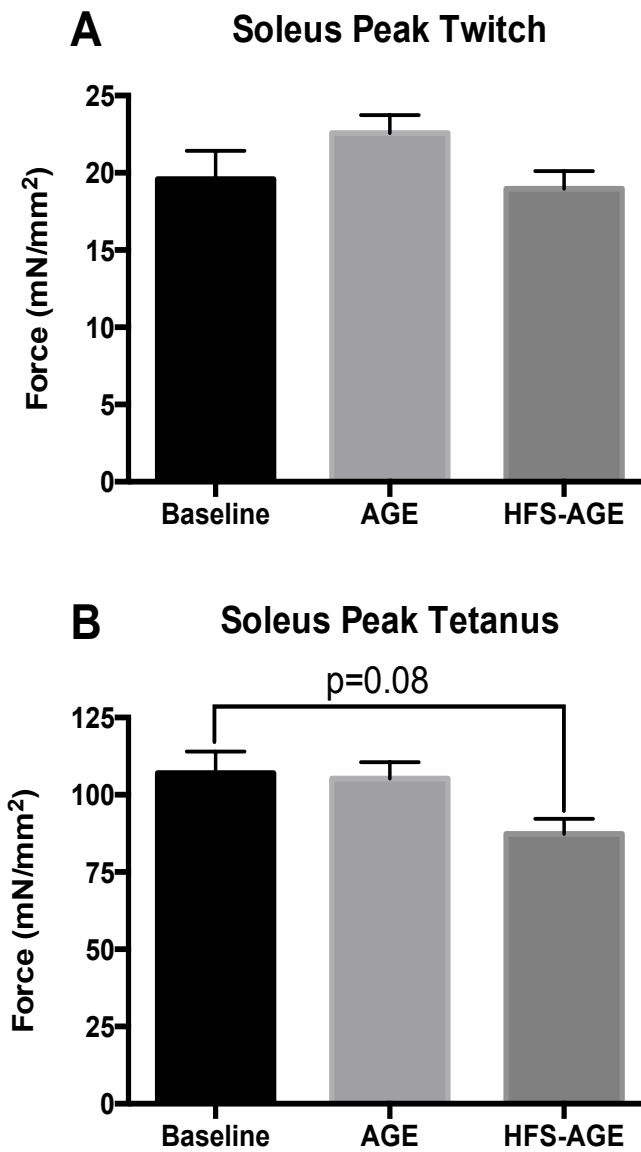 A Soleus Peak Twitch
Force (mN/mm²)
25
20
15
10
5
0
Baseline AGE HFS-AGE
B Soleus Peak Tetanus
p=0.08
Force (mN/mm²)
125
100
75
50
25
0
Baseline AGE HFS-AGE